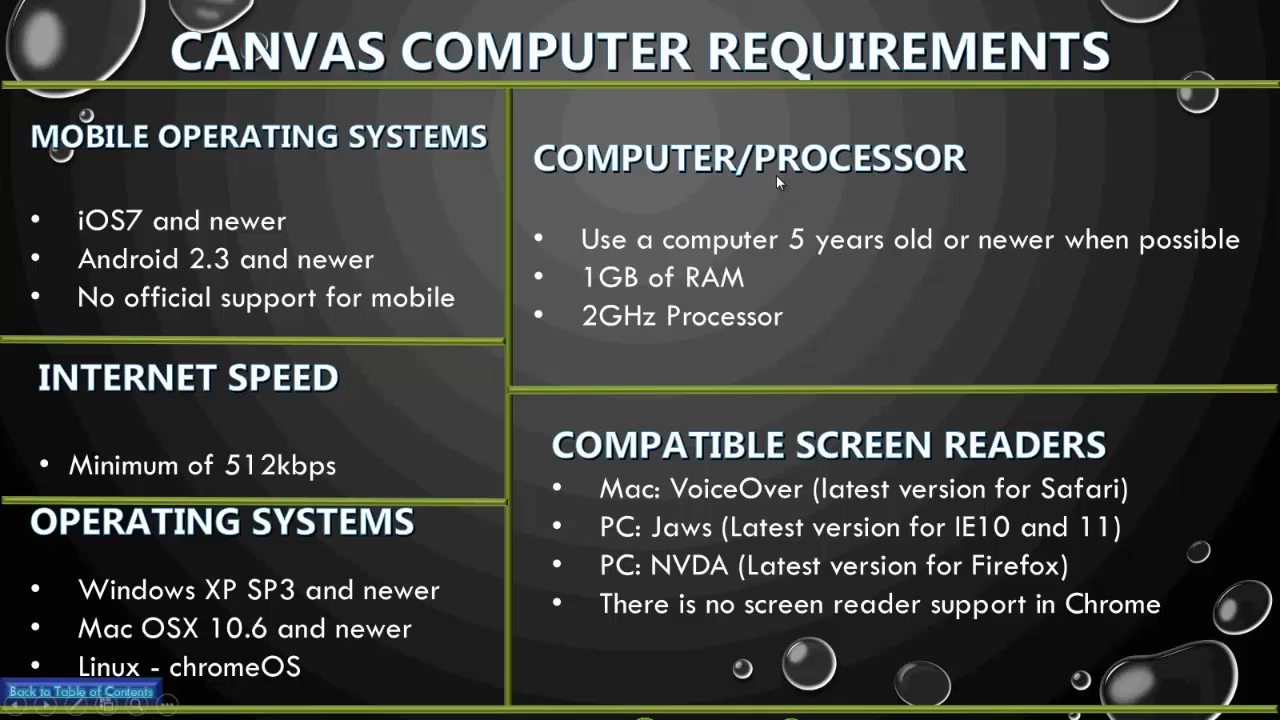 CANVAS COMPUTER REQUIREMENTS
MOBILE OPERATING SYSTEMS
• iOS7 and newer
• Android 2.3 and newer
• No official support for mobile
INTERNET SPEED
• Minimum of 512kbps
OPERATING SYSTEMS
• Windows XP SP3 and newer
• Mac OSX 10.6 and newer
• Linux - chromeOS
Back to Table of Contents
COMPUTER/PROCESSOR
• Use a computer 5 years old or newer when possible
• 1GB of RAM
• 2GHz Processor
COMPATIBLE SCREEN READERS
• Mac: VoiceOver (latest version for Safari)
• PC: Jaws (Latest version for IE10 and 11)
• PC: NVDA (Latest version for Firefox)
• There is no screen reader support in Chrome